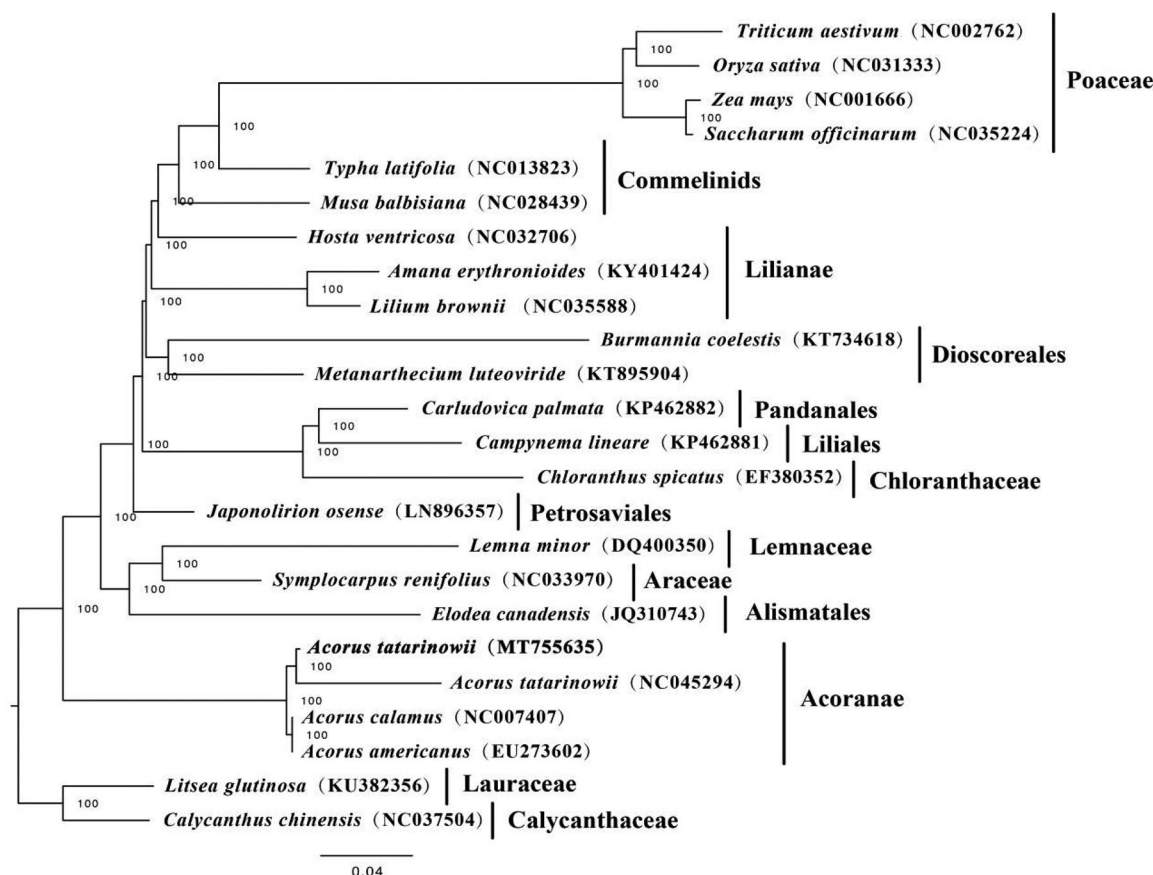 Triticum aestivum（NC002762）
100
Oryza sativa（NC031333）
100
Poaceae
Zea mays（NC001666）
100
Saccharum officinarum（NC035224）
100
Typha latifolia（NC013823）
100
Commelinids
Musa balbisiana（NC028439）
100
Hosta ventricosa（NC032706）
100
Amana erythronioides（KY401424）
Lilianae
100
100
Lilium brownii（NC035588）
Burmannia coelestis（KT734618）
100
Dioscoreales
Metanarthecium luteoviride（KT895904）
100
Carludovica palmata（KP462882）
Pandanales
100
Campynema lineare（KP462881）
Liliales
100
100
Chloranthus spicatus（EF380352）
Chloranthaceae
Japonolirion osense（LN896357）
Petrosaviales
100
Lemna minor（DQ400350）
Lemnaceae
100
Symplocarpus renifolius（NC033970）
Araceae
100
100
Elodea canadensis（JQ310743）
Alismatales
Acorus tatarinowii（MT755635）
100
Acorus tatarinowii（NC045294）
100
Acoranae
Acorus calamus（NC007407）
100
Acorus americanus（EU273602）
Litsea glutinosa（KU382356）
Lauraceae
100
Calycanthus chinensis（NC037504）
Calycanthaceae
0.04